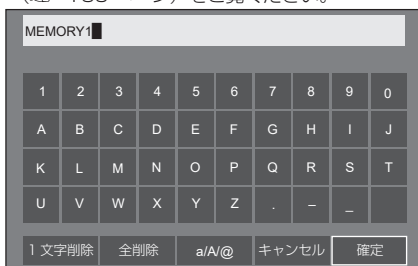 MEMORY1
1 2 3 4 5 6 7 8 9 0
A B C D E F G H I J
K L M N O P Q R S T
U V W X Y Z . – _
1文字削除 全削除 a/A/@ キャンセル 確定